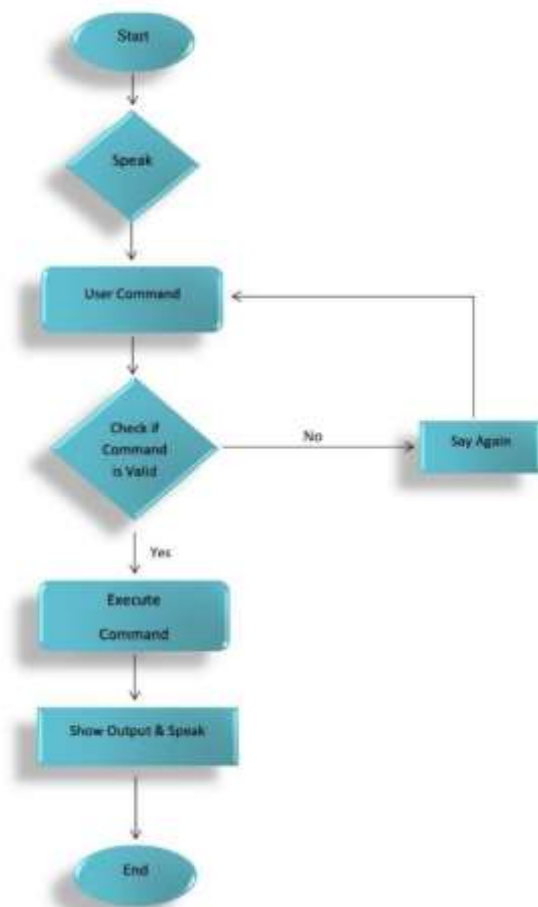 Start
Speak
User Command
Check if
Command
is Valid
No
Say Again
Yes
Execute
Command
Show Output & Speak
End